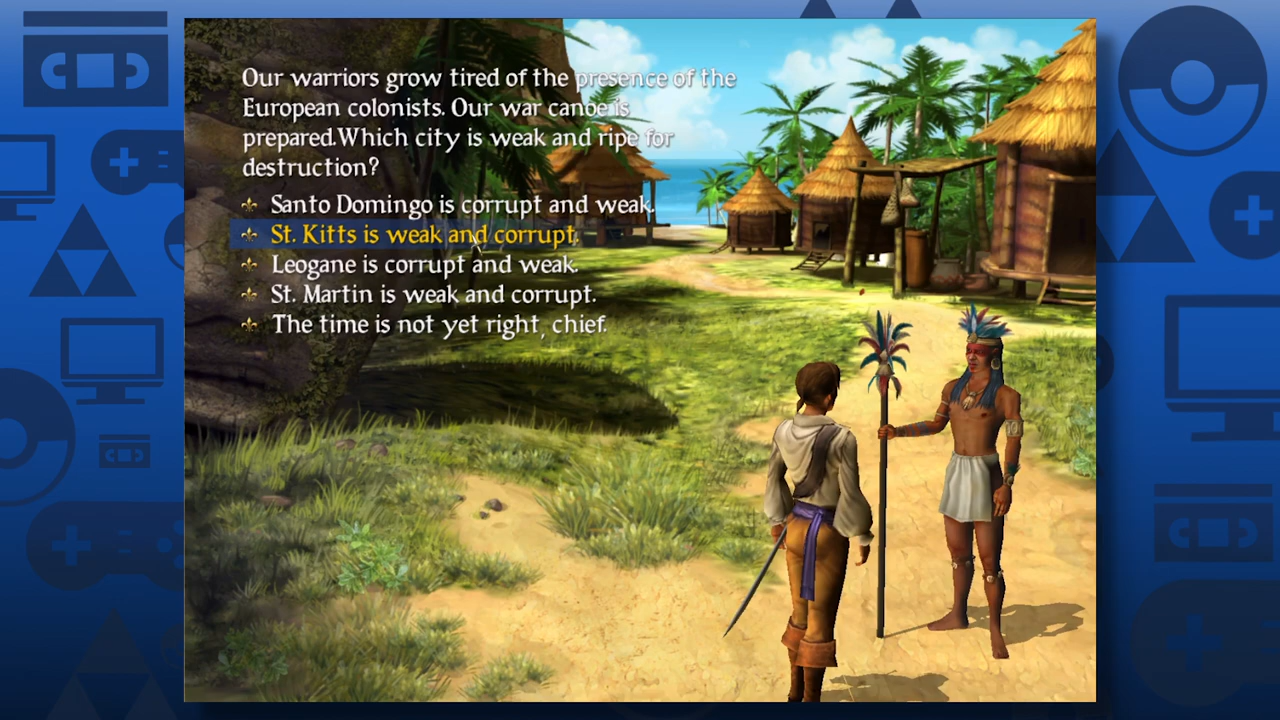 Our warriors grow tired of the presence of the
European colonists. Our war canoe is
prepared.Which city is weak and ripe for
destruction?
Santo Domingo is corrupt and weak.
St. Kitts is weak and corrupt.
Leogane is corrupt and weak.
St. Martin is weak and corrupt.
The time is not yet right, chief.